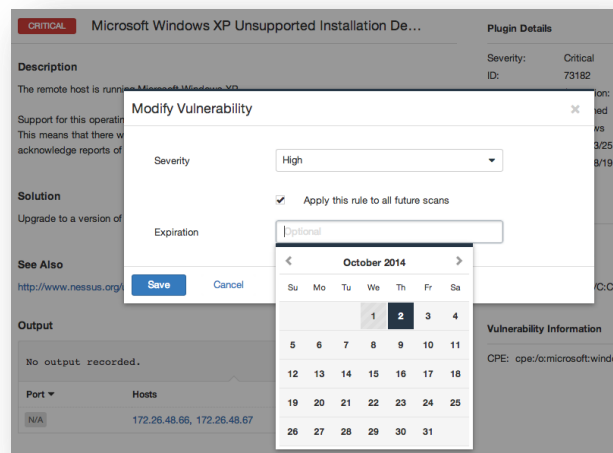 CRITICAL Microsoft Windows XP Unsupported Installation De...
Plugin Details
Description
Severity: Critical
ID: 73182
The remote host is running Microsoft Windows XP
Modify Vulnerability ×
Support for this operatin
This means that there w
acknowledge reports of
Severity High
Apply this rule to all future scans
Solution
Upgrade to a version of
Expiration Optional
See Also
http://www.nessus.org/
Save Cancel
October 2014
Su Mo Tu We Th Fr Sa
1 2 3 4
5 6 7 8 9 10 11
12 13 14 15 16 17 18
19 20 21 22 23 24 25
26 27 28 29 30 31
Output
No output recorded.
Port Hosts
N/A 172.26.48.66, 172.26.48.67
Vulnerability Information
CPE: cpe:/o:microsoft:wind